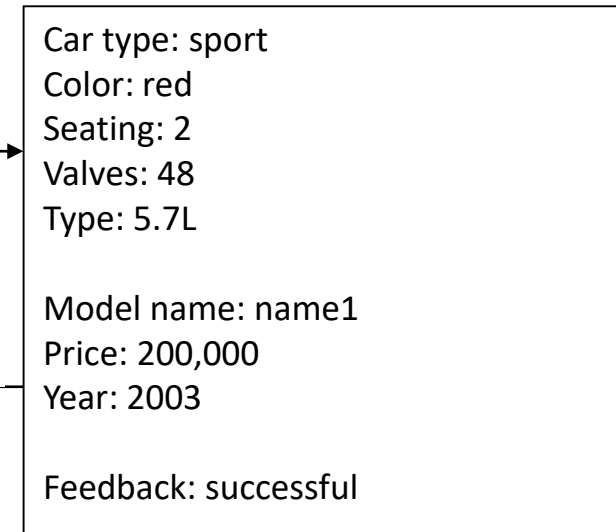 Car type: sport
Color: red
Seating: 2
Valves: 48
Type: 5.7L
Model name: name1
Price: 200,000
Year: 2003
Feedback: successful